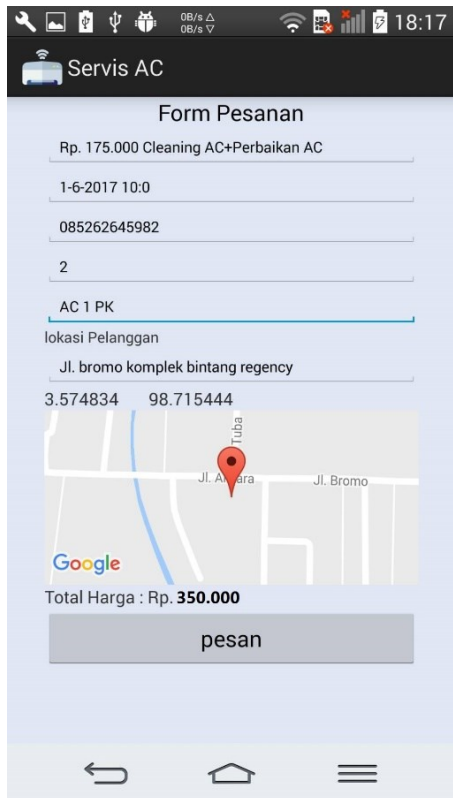 0B/s △
0B/s ▽
18:17
Servis AC
Form Pesanan
Rp. 175.000 Cleaning AC+Perbaikan AC
1-6-2017 10:0
085262645982
2
AC 1 PK
lokasi Pelanggan
Jl. bromo komplek bintang regency
3.574834 98.715444
Tuba
Jl. Bromo
Google
Total Harga : Rp. 350.000
pesan